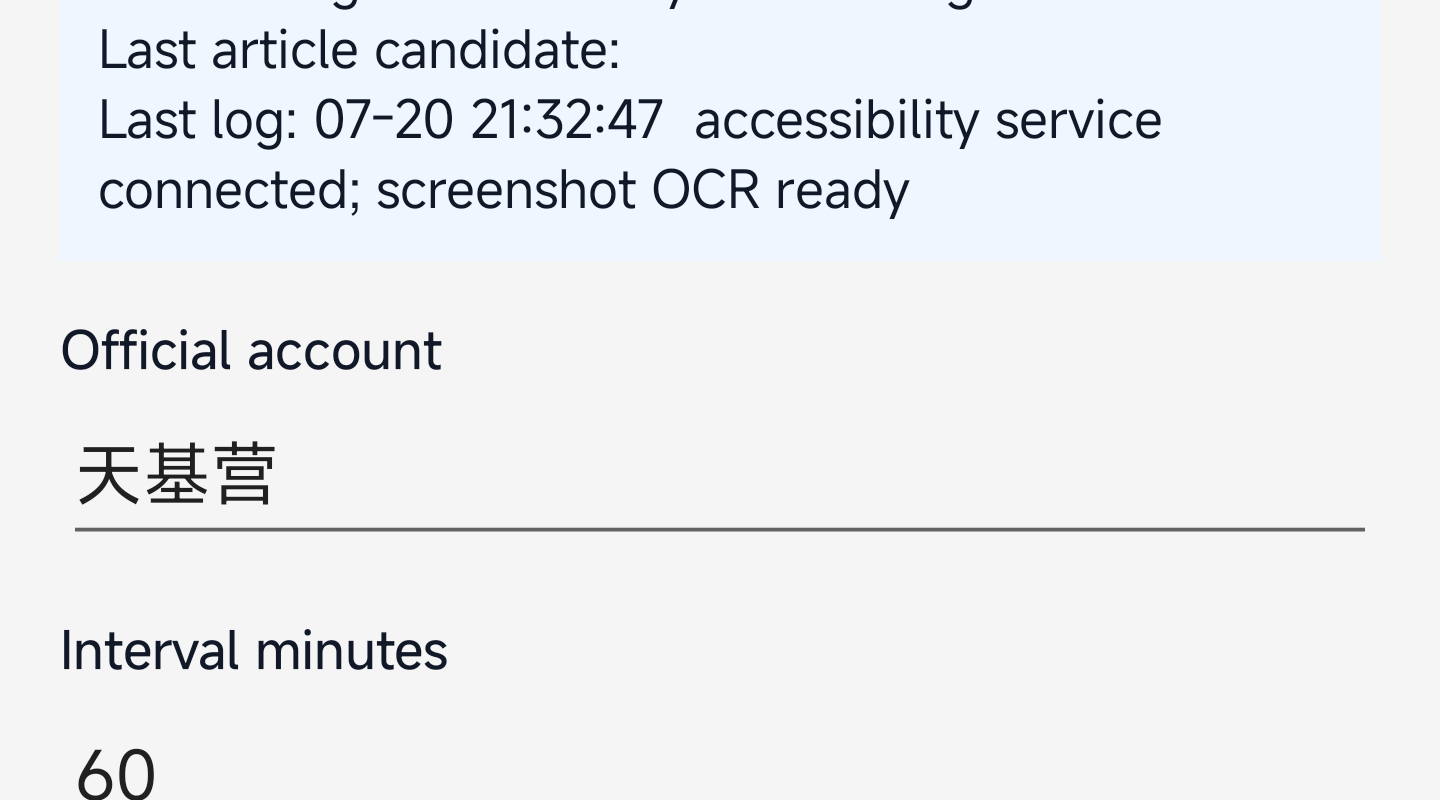 Last article candidate:
Last log: 07-20 21:32:47  accessibility service
connected; screenshot OCR ready
Official account
天基营
Interval minutes
60